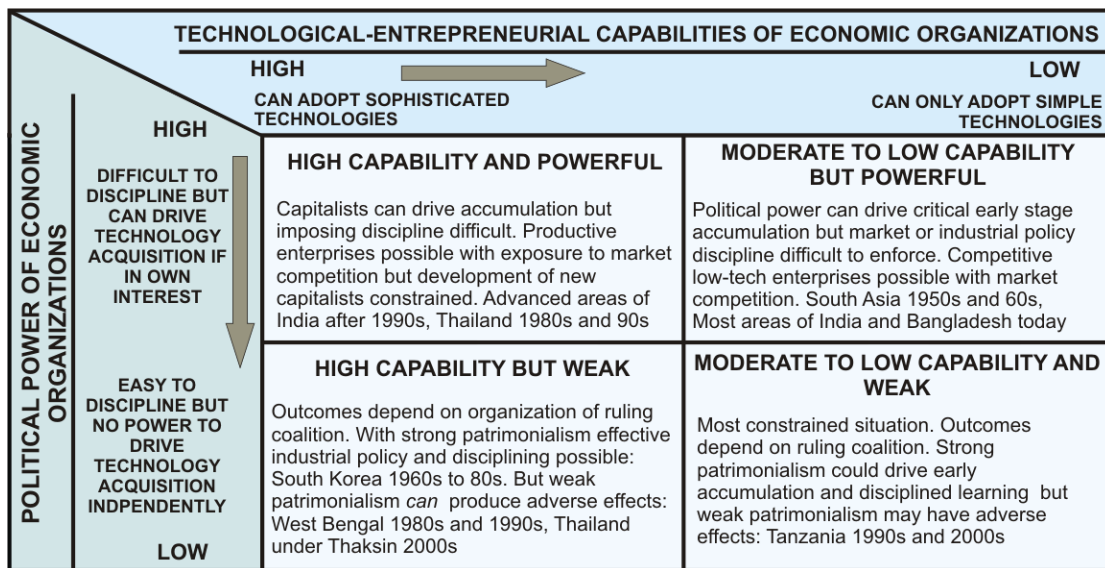 TECHNOLOGICAL-ENTREPRENEURIAL CAPABILITIES OF ECONOMIC ORGANIZATIONS
HIGH
LOW
CAN ADOPT SOPHISTICATED
TECHNOLOGIES
CAN ONLY ADOPT SIMPLE
TECHNOLOGIES
POLITICAL POWER OF ECONOMIC
ORGANIZATIONS
HIGH
DIFFICULT TO
DISCIPLINE BUT
CAN DRIVE
TECHNOLOGY
ACQUISITION IF
IN OWN
INTEREST
EASY TO
DISCIPLINE BUT
NO POWER TO
DRIVE
TECHNOLOGY
ACQUISITION
INDPENDENTLY
LOW
HIGH CAPABILITY AND POWERFUL
Capitalists can drive accumulation but
imposing discipline difficult. Productive
enterprises possible with exposure to market
competition but development of new
capitalists constrained. Advanced areas of
India after 1990s, Thailand 1980s and 90s
MODERATE TO LOW CAPABILITY
BUT POWERFUL
Political power can drive critical early stage
accumulation but market or industrial policy
discipline difficult to enforce. Competitive
low-tech enterprises possible with market
competition. South Asia 1950s and 60s,
Most areas of India and Bangladesh today
HIGH CAPABILITY BUT WEAK
Outcomes depend on organization of ruling
coalition. With strong patrimonialism effective
industrial policy and disciplining possible:
South Korea 1960s to 80s. But weak
patrimonialism can produce adverse effects:
West Bengal 1980s and 1990s, Thailand
under Thaksin 2000s
MODERATE TO LOW CAPABILITY AND
WEAK
Most constrained situation. Outcomes
depend on ruling coalition. Strong
patrimonialism could drive early
accumulation and disciplined learning but
weak patrimonialism may have adverse
effects: Tanzania 1990s and 2000s